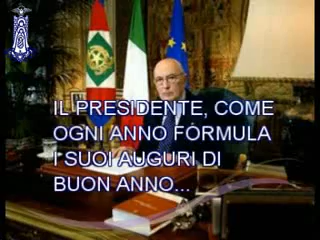 IL PRESIDENTE, COME
OGNI ANNO FORMULA
I SUOI AUGURI DI
BUON ANNO...